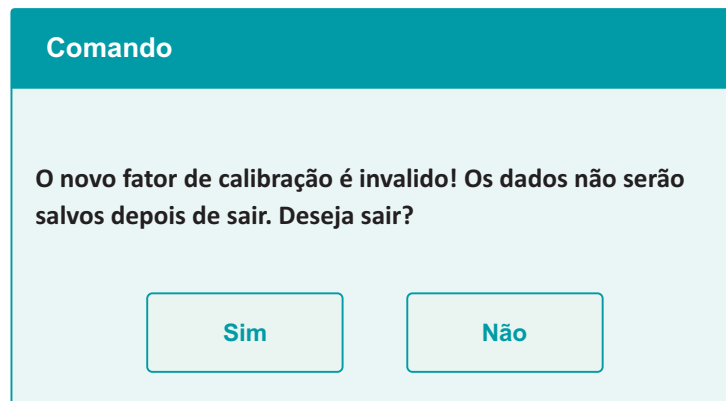 Comando
O novo fator de calibração é invalido! Os dados não serão
salvos depois de sair. Deseja sair?
Sim Não